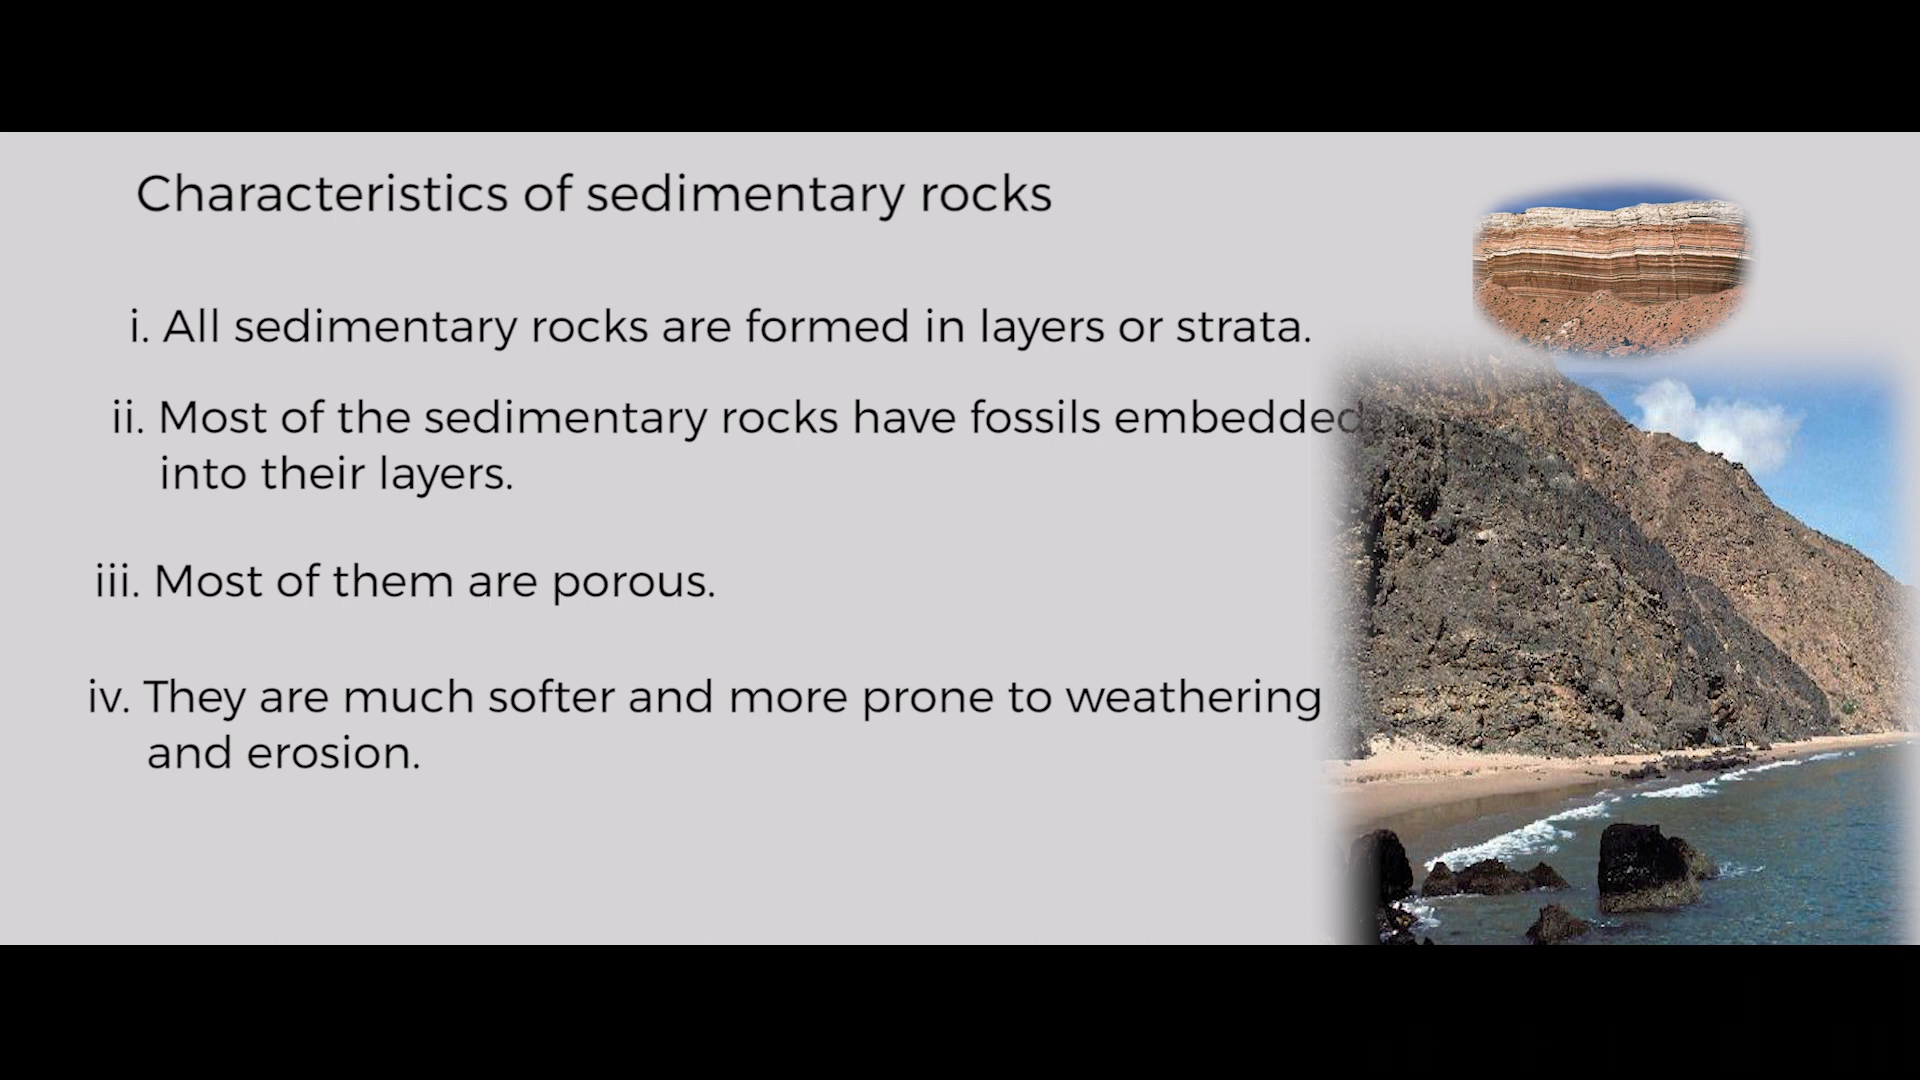 Characteristics of sedimentary rocks
i. All sedimentary rocks are formed in layers or strata.
ii. Most of the sedimentary rocks have fossils embedded
into their layers.
iii. Most of them are porous.
iv. They are much softer and more prone to weathering
and erosion.